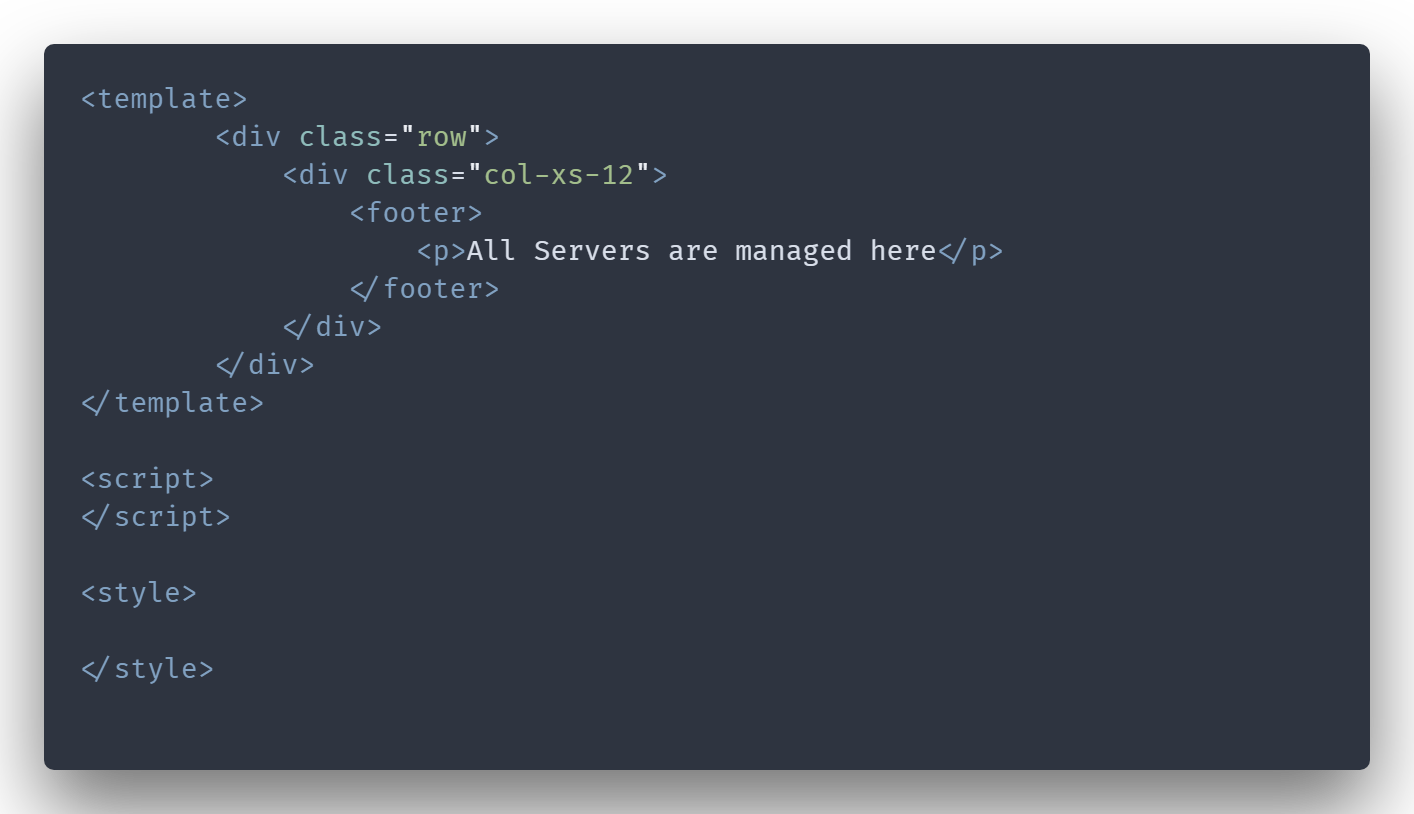 <template>
        <div class="row">
            <div class="col-xs-12">
                <footer>
                    <p>All Servers are managed here</p>
                </footer>
            </div>
        </div>
</template>

<script>
</script>

<style>

</style>